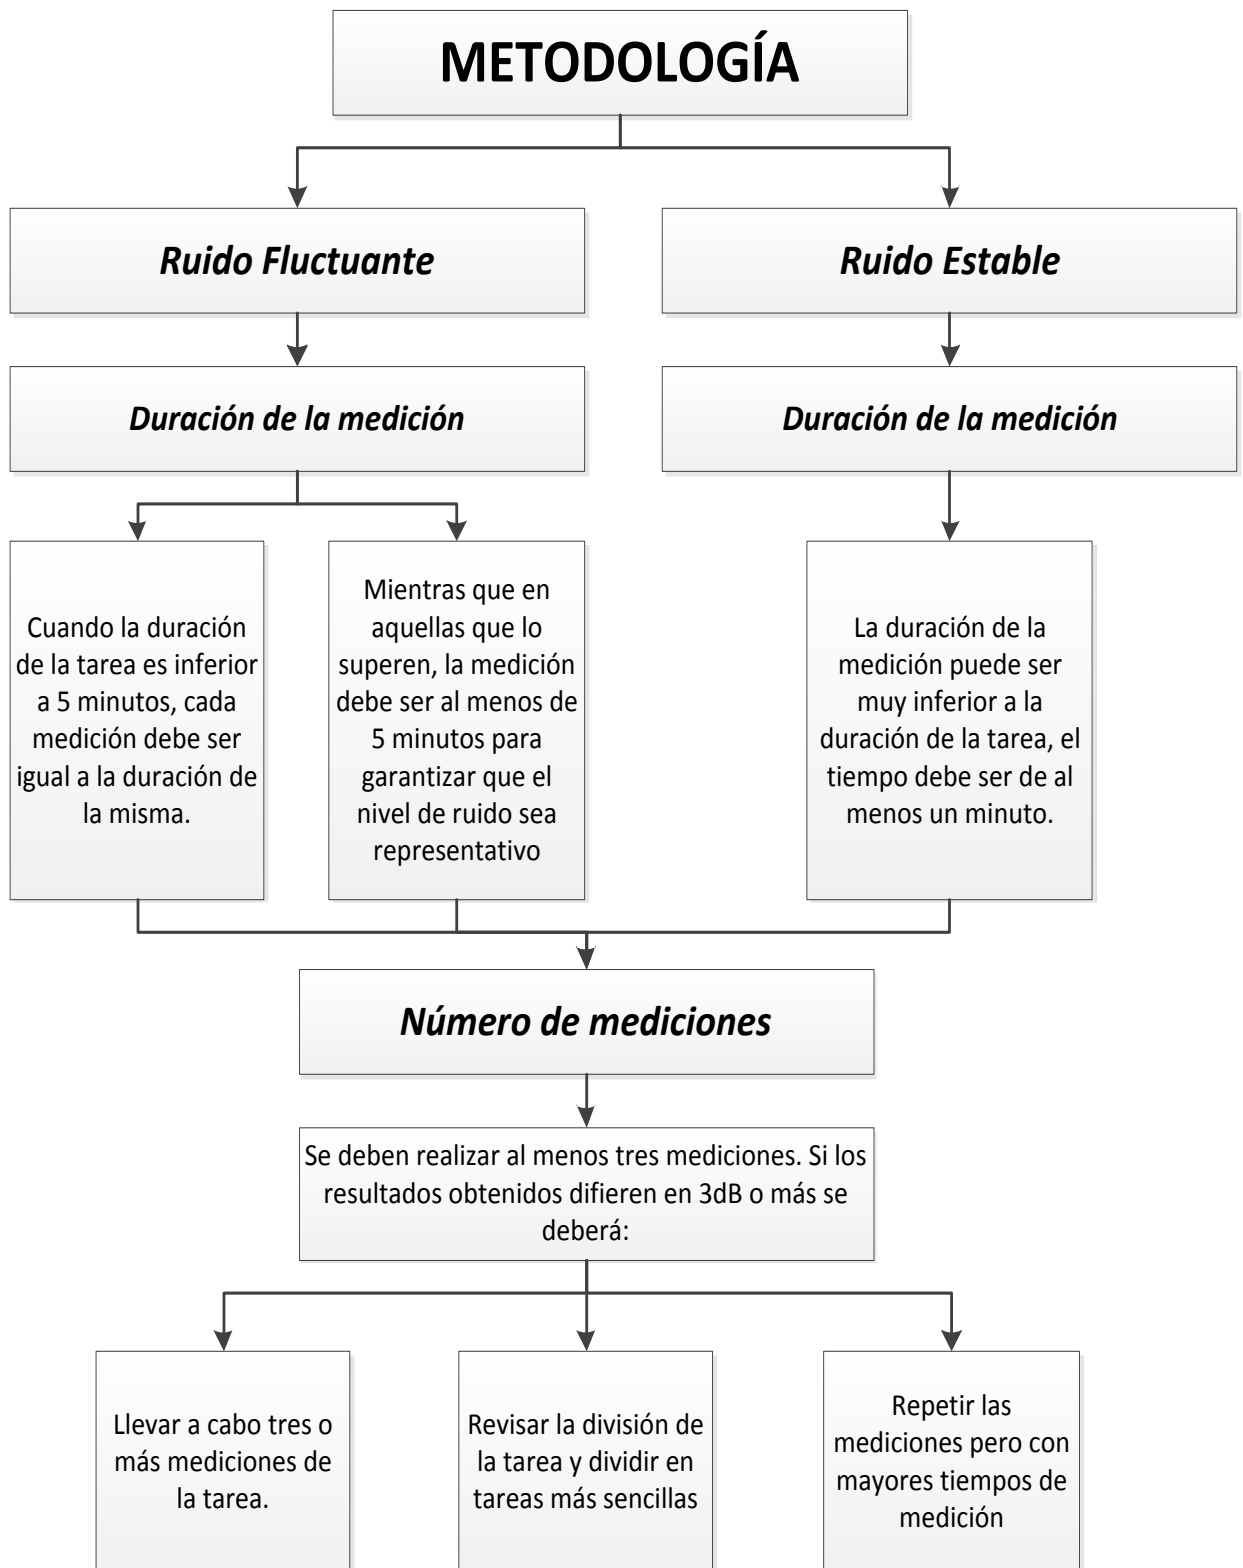 METODOLOGÍA
Ruido Fluctuante
Ruido Estable
Duración de la medición
Duración de la medición
Cuando la duración
de la tarea es inferior
a 5 minutos, cada
medición debe ser
igual a la duración de
la misma.
Mientras que en
aquellas que lo
superen, la medición
debe ser al menos de
5 minutos para
garantizar que el
nivel de ruido sea
representativo
La duración de la
medición puede ser
muy inferior a la
duración de la tarea, el
tiempo debe ser de al
menos un minuto.
Número de mediciones
Se deben realizar al menos tres mediciones. Si los
resultados obtenidos difieren en 3dB o más se
deberá:
Llevar a cabo tres o
más mediciones de
la tarea.
Revisar la división de
la tarea y dividir en
tareas más sencillas
Repetir las
mediciones pero con
mayores tiempos de
medición